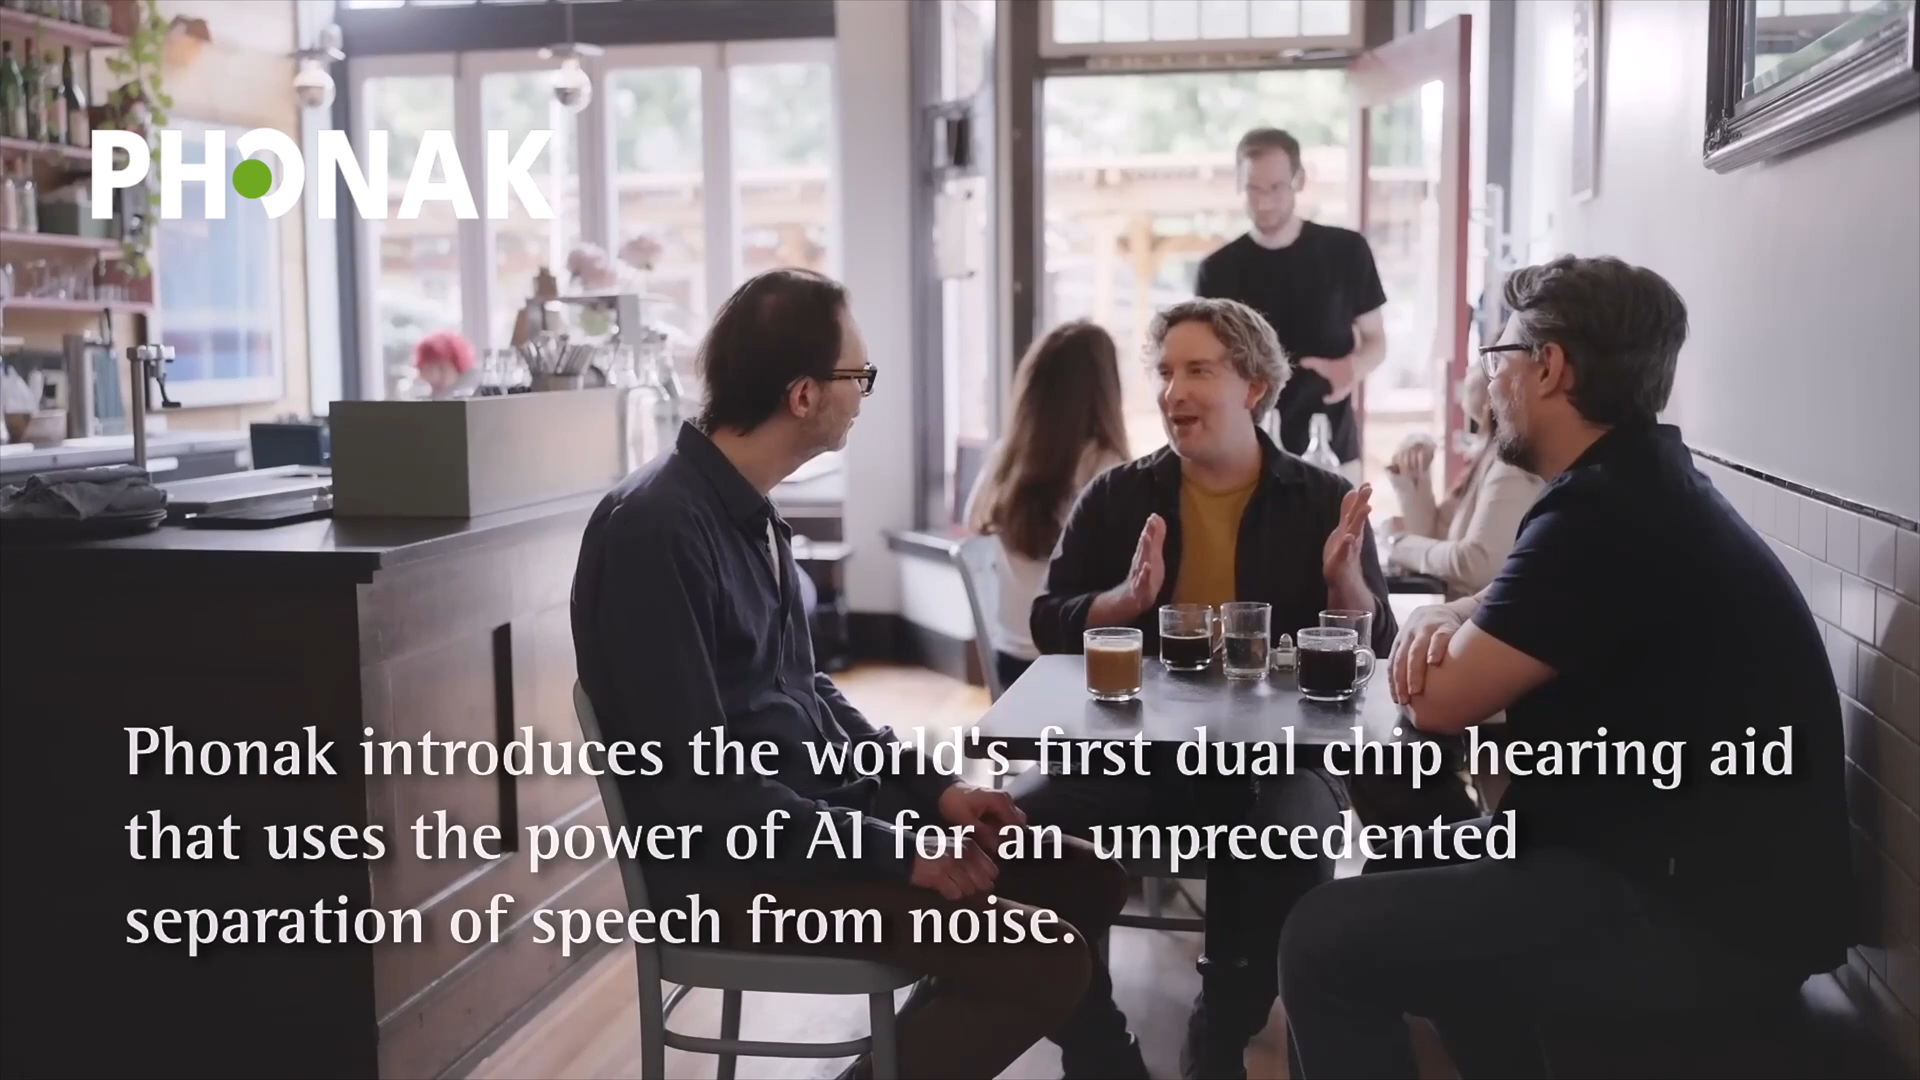 PHONAK
Phonak introduces the world's first dual chip hearing aid
that uses the power of AI for an unprecedented
separation of speech from noise.